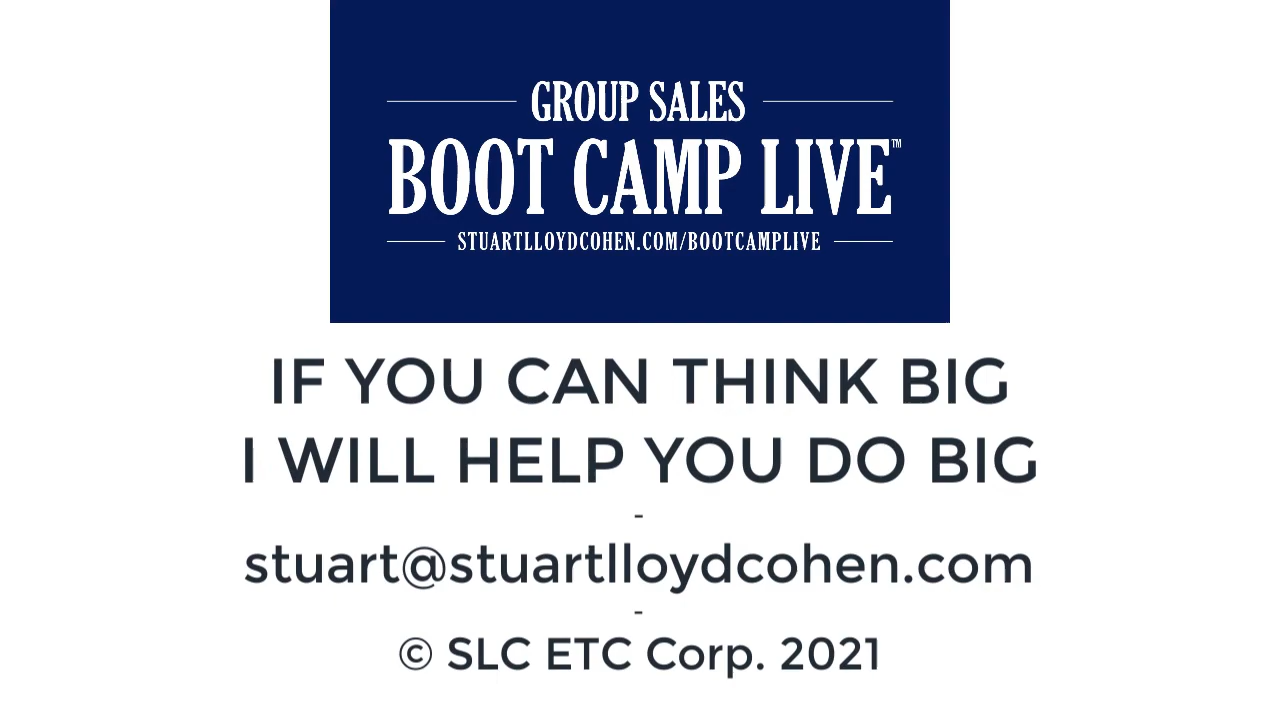 GROUP SALES
BOOT CAMP LIVE™
STUARTLLOYDCOHEN.COM/BOOTCAMPLIVE
IF YOU CAN THINK BIG
I WILL HELP YOU DO BIG
-
stuart@stuartlloydcohen.com
-
© SLC ETC Corp. 2021